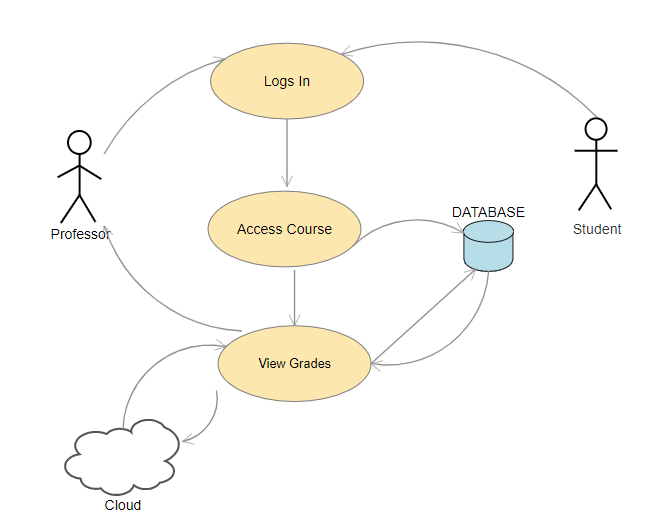 Logs In
Professor
Access Course
DATABASE
Student
View Grades
Cloud